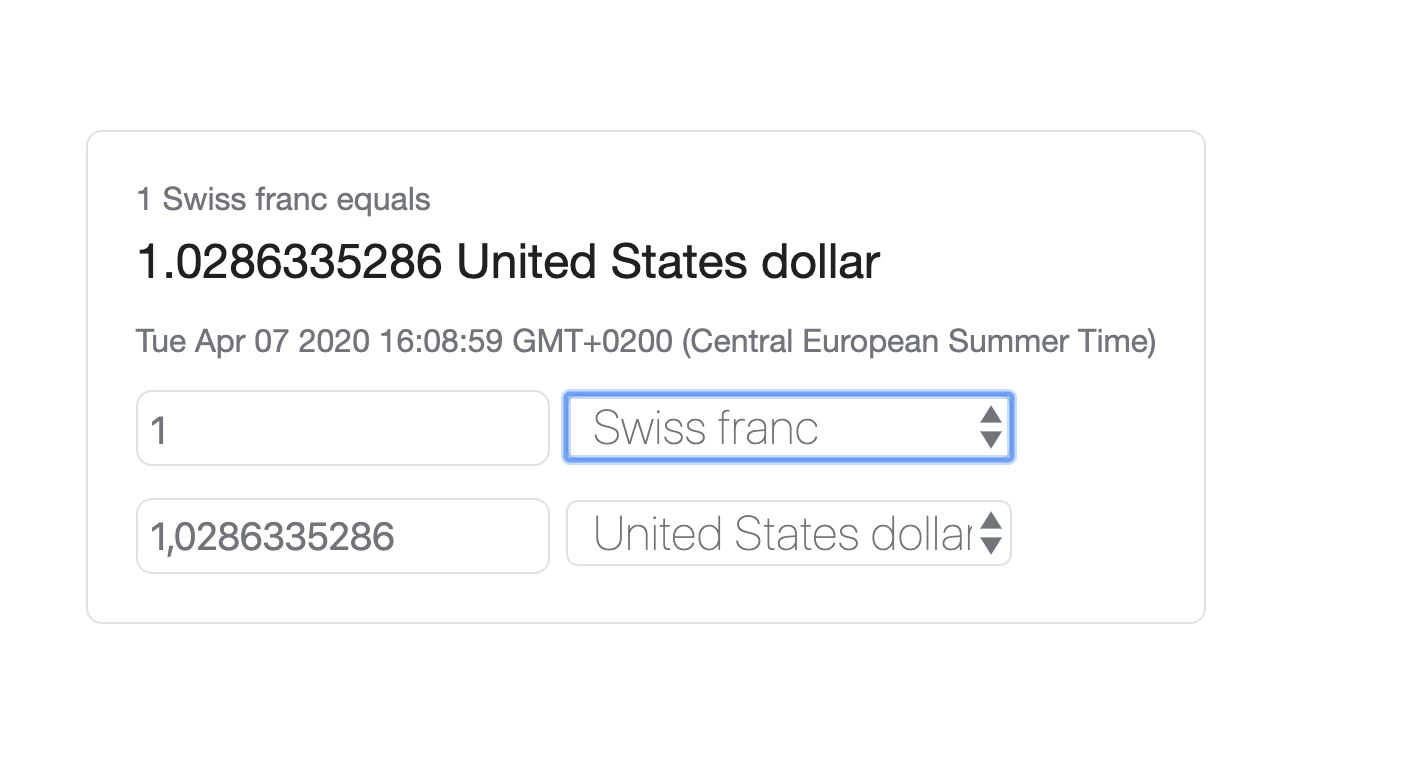 1 Swiss franc equals
1.0286335286 United States dollar
Tue Apr 07 2020 16:08:59 GMT+0200 (Central European Summer Time)
1 Swiss franc
1,0286335286 United States dollar